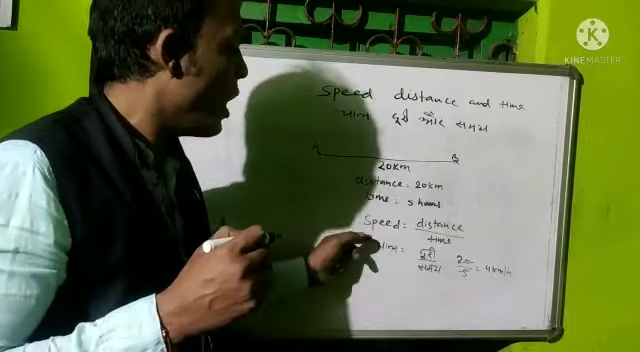 KINEMASTER
Speed distance and time
चाल दूरी और समय
A B
20km
distance = 20km
time = 5 hours
Speed = distance / time
चाल = दूरी / समय 20 / 5 = 4km/h